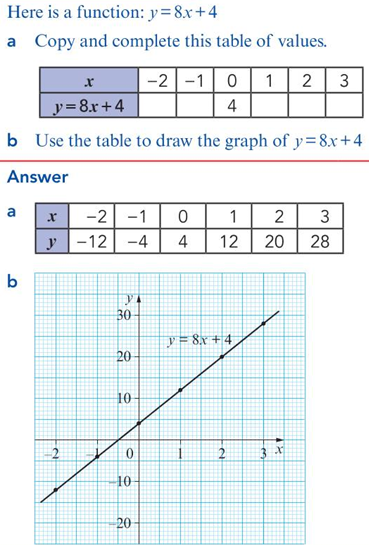 Here is a function: y=8x+4
a Copy and complete this table of values.
x −2 −1 0 1 2 3
y=8x+4 4
b Use the table to draw the graph of y=8x+4
Answer
a
x −2 −1 0 1 2 3
y −12 −4 4 12 20 28
b
y
30
y = 8x + 4
20
10
−2 −1 0 1 2 3 x
−10
−20